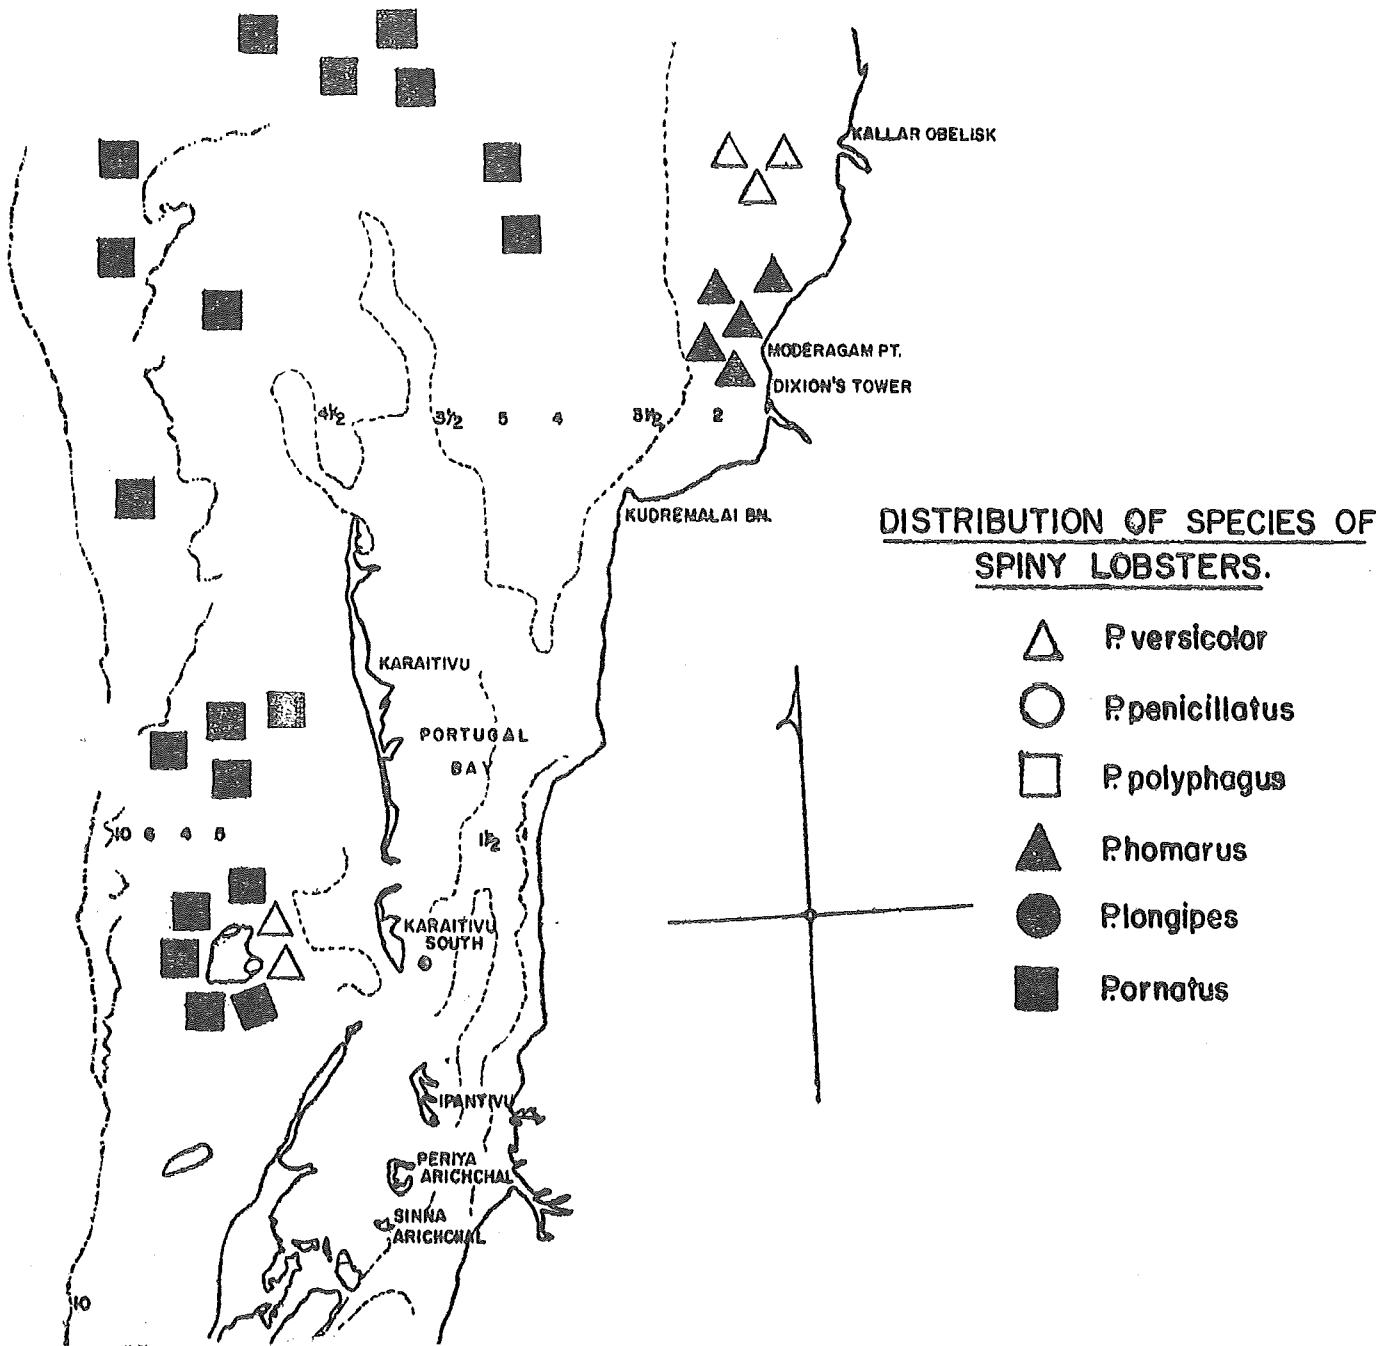 KALLAR OBELISK
MODERAGAM PT.
DIXION'S TOWER
4½ 3½ 5 4 3½ 2
KUDREMALAI BN.
DISTRIBUTION OF SPECIES OF
SPINY LOBSTERS.
P. versicolor
P. penicillatus
P. polyphagus
P. homarus
P. longipes
P. ornatus
KARAITIVU
PORTUGAL
BAY
10 6 4 5
1½ 1
KARAITIVU
SOUTH
IPANTIVU
PERIYA
ARICHCHAL
SINNA
ARICHCHAL
10